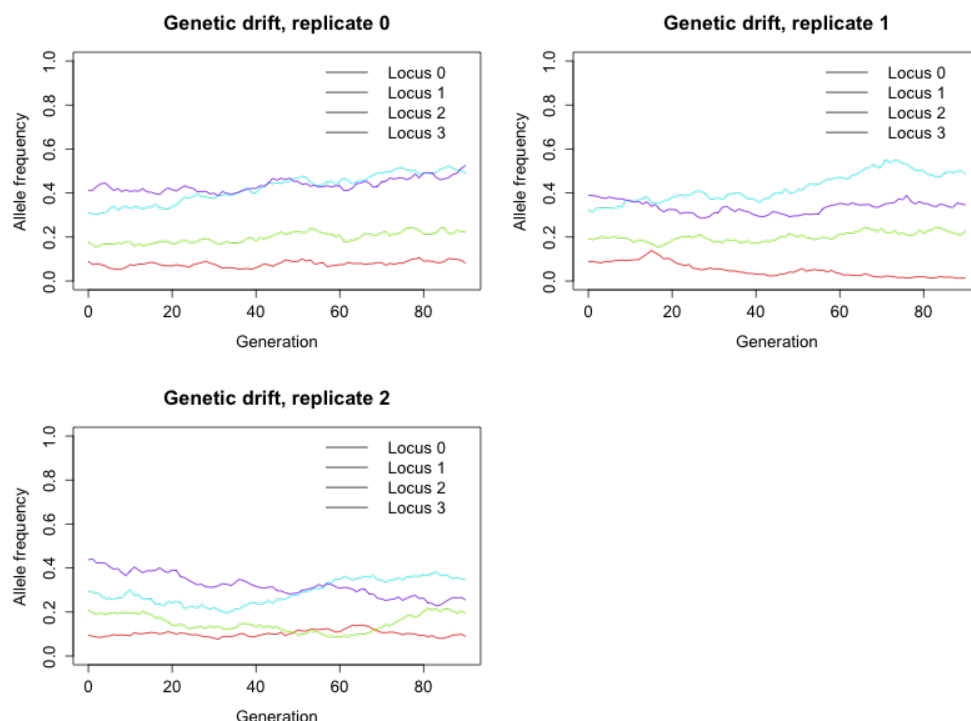 Genetic drift, replicate 0
Allele frequency
0.0 0.2 0.4 0.6 0.8 1.0
Locus 0
Locus 1
Locus 2
Locus 3
0 20 40 60 80
Generation
Genetic drift, replicate 1
Allele frequency
0.0 0.2 0.4 0.6 0.8 1.0
Locus 0
Locus 1
Locus 2
Locus 3
0 20 40 60 80
Generation
Genetic drift, replicate 2
Allele frequency
0.0 0.2 0.4 0.6 0.8 1.0
Locus 0
Locus 1
Locus 2
Locus 3
0 20 40 60 80
Generation